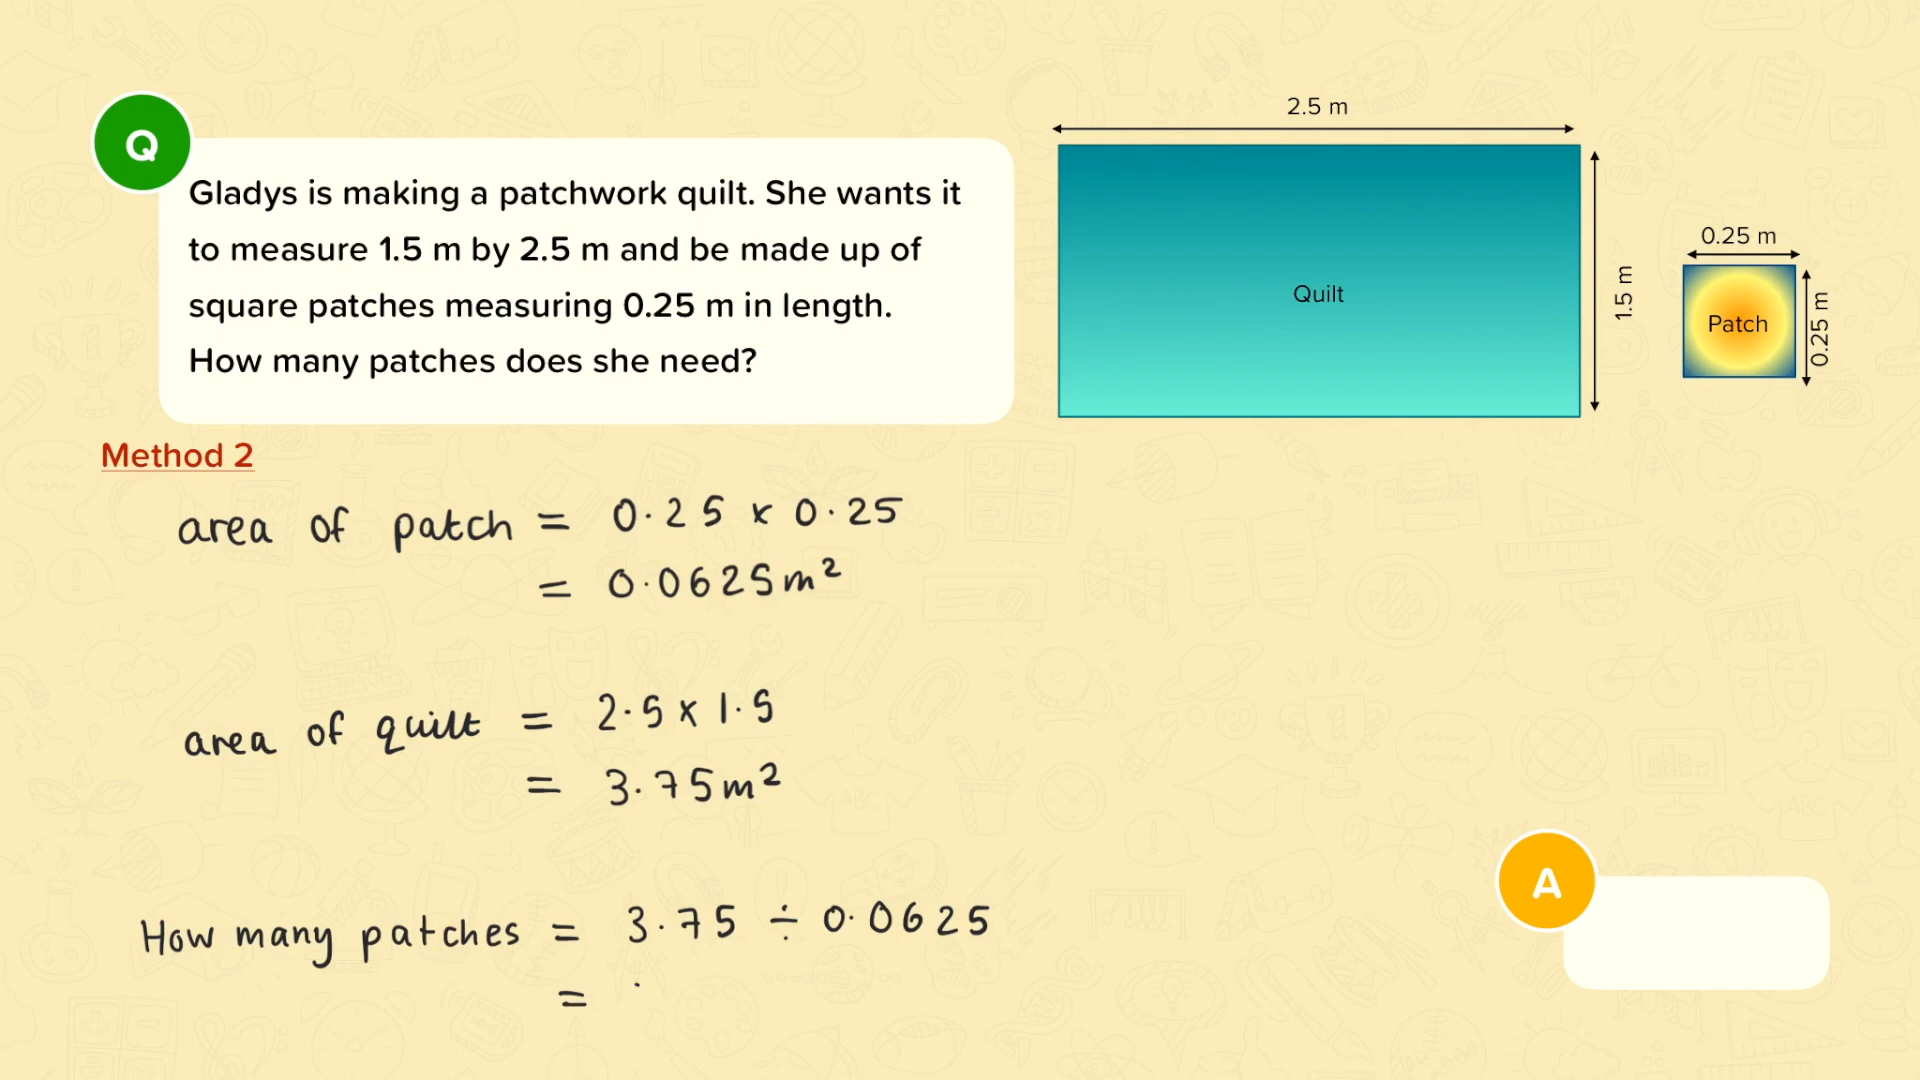 Q
Gladys is making a patchwork quilt. She wants it
to measure 1.5 m by 2.5 m and be made up of
square patches measuring 0.25 m in length.
How many patches does she need?
2.5 m
Quilt
1.5 m
0.25 m
Patch
0.25 m
Method 2
area of patch = 0.25 x 0.25
= 0.0625m²
area of quilt = 2.5 x 1.5
= 3.75m²
How many patches = 3.75 ÷ 0.0625
=
A